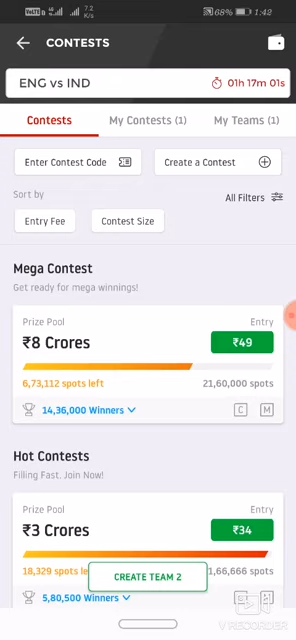 VoLTE 4G 7.2 K/s 68% 1:42
CONTESTS
ENG vs IND 01h 17m 01s
Contests My Contests (1) My Teams (1)
Enter Contest Code Create a Contest
Sort by All Filters
Entry Fee Contest Size
Mega Contest
Get ready for mega winnings!
Prize Pool Entry
₹8 Crores ₹49
6,73,112 spots left 21,60,000 spots
14,36,000 Winners C M
Hot Contests
Filling Fast. Join Now!
Prize Pool Entry
₹3 Crores ₹34
18,329 spots le 1,66,666 spots
CREATE TEAM 2
5,80,500 Winners
V RECORDER